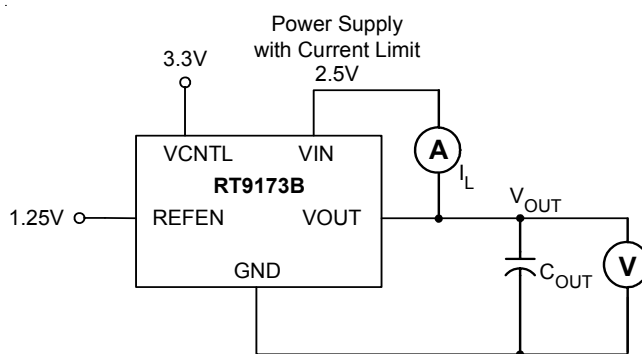 Power Supply
with Current Limit
3.3V
2.5V
VCNTL
VIN
A
I_L
RT9173B
1.25V
REFEN
VOUT
V_OUT
GND
C_OUT
V